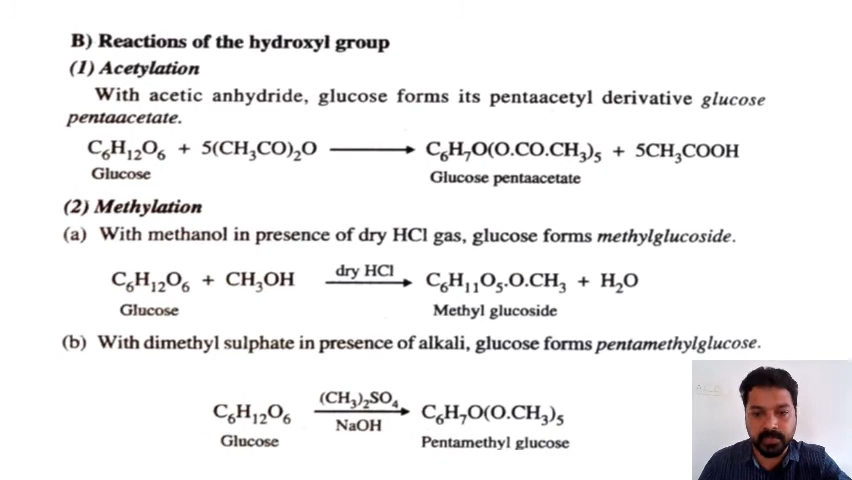 B) Reactions of the hydroxyl group
(1) Acetylation
With acetic anhydride, glucose forms its pentaacetyl derivative glucose
pentaacetate.
C₆H₁₂O₆ + 5(CH₃CO)₂O ⟶ C₆H₇O(O.CO.CH₃)₅ + 5CH₃COOH
Glucose Glucose pentaacetate
(2) Methylation
(a) With methanol in presence of dry HCl gas, glucose forms methylglucoside.
dry HCl
C₆H₁₂O₆ + CH₃OH ⟶ C₆H₁₁O₅.O.CH₃ + H₂O
Glucose Methyl glucoside
(b) With dimethyl sulphate in presence of alkali, glucose forms pentamethylglucose.
(CH₃)₂SO₄
C₆H₁₂O₆ ⟶ C₆H₇O(O.CH₃)₅
NaOH
Glucose Pentamethyl glucose